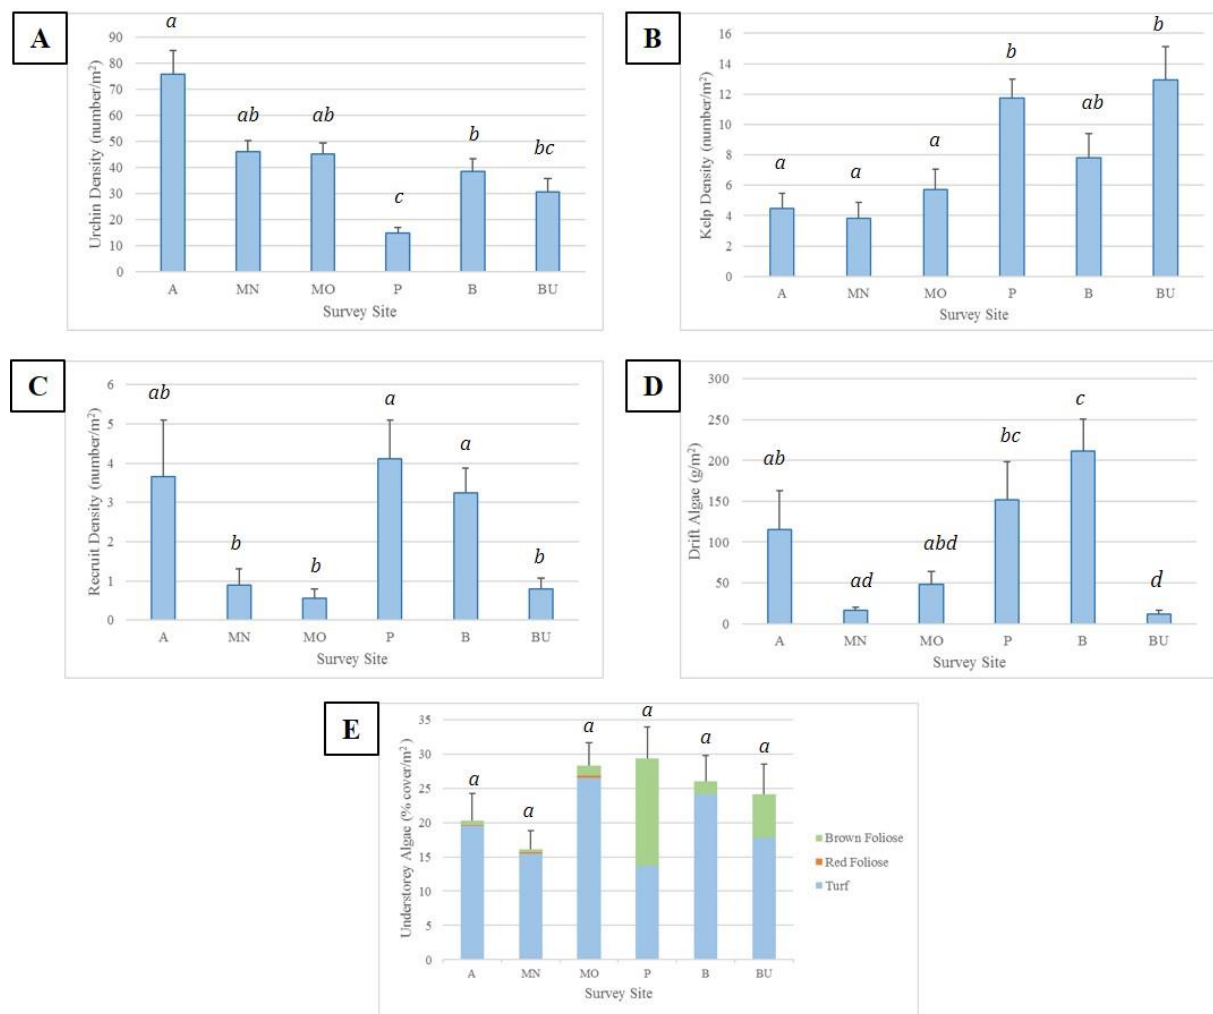 A
a
ab
ab
c
b
bc
Urchin Density (number/m²)
90
80
70
60
50
40
30
20
10
0
A MN MO P B BU
Survey Site
B
a
a
a
b
ab
b
Kelp Density (number/m²)
16
14
12
10
8
6
4
2
0
A MN MO P B BU
Survey Site
C
ab
b
b
a
a
b
Recruit Density (number/m²)
6
5
4
3
2
1
0
A MN MO P B BU
Survey Site
D
ab
ad
abd
bc
c
d
Drift Algae (g/m²)
300
250
200
150
100
50
0
A MN MO P B BU
Survey Site
E
a
a
a
a
a
a
Understorey Algae (% cover/m²)
35
30
25
20
15
10
5
0
A MN MO P B BU
Survey Site
Brown Foliose
Red Foliose
Turf